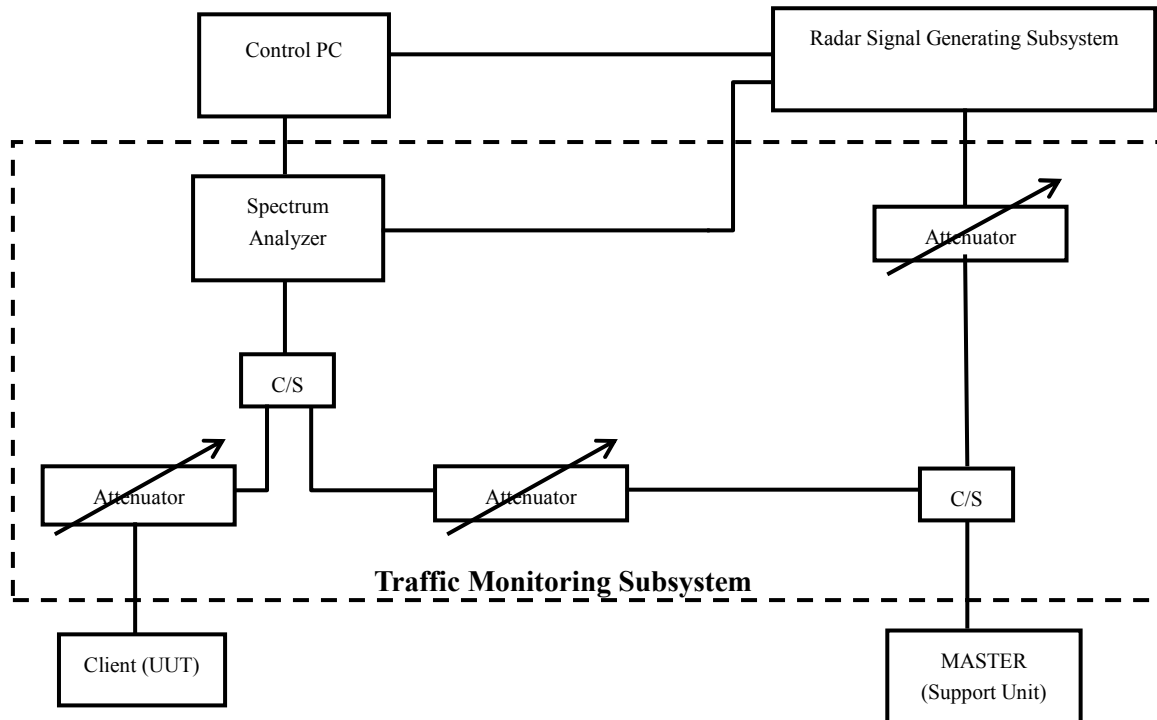 Control PC
Radar Signal Generating Subsystem
Spectrum
Analyzer
Attenuator
C/S
Attenuator
Attenuator
C/S
Traffic Monitoring Subsystem
Client (UUT)
MASTER
(Support Unit)